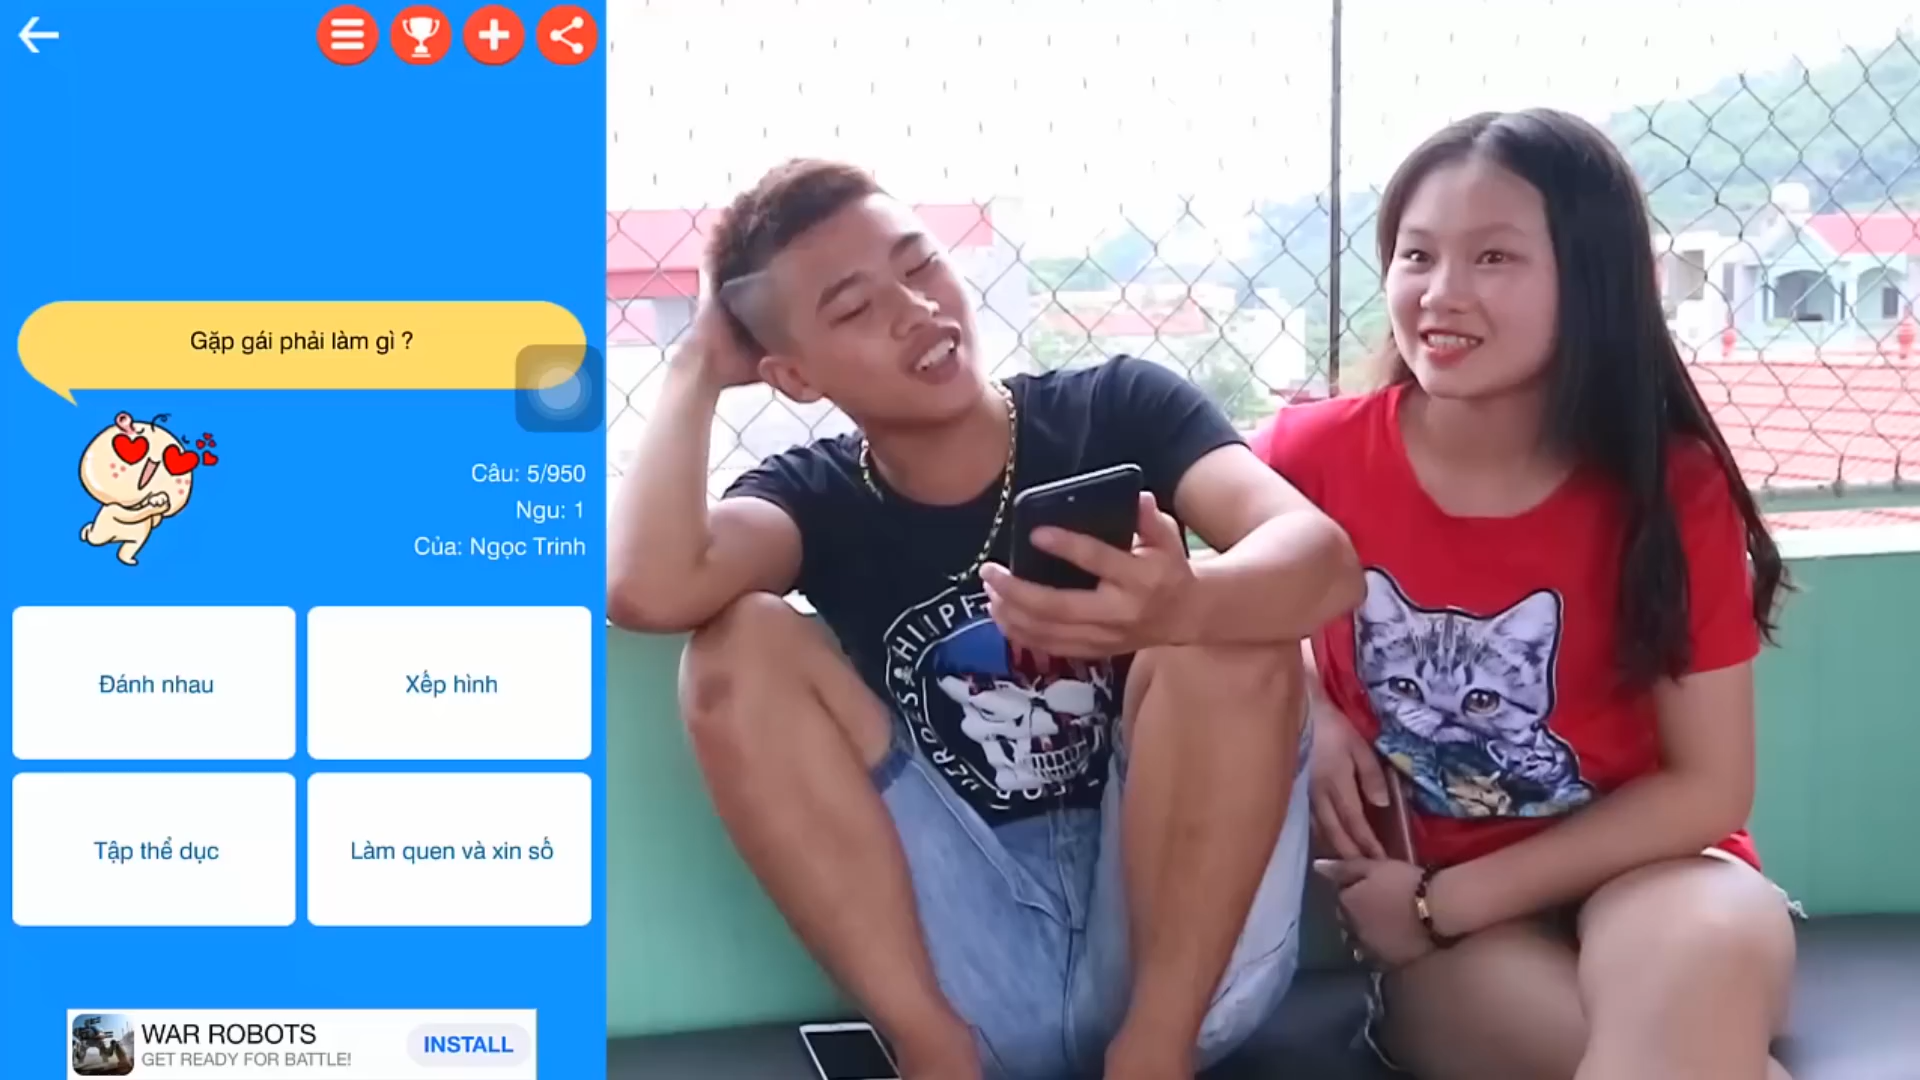 Gặp gái phải làm gì ?
Câu: 5/950
Ngu: 1
Của: Ngọc Trinh
Đánh nhau
Xếp hình
Tập thể dục
Làm quen và xin số
WAR ROBOTS
GET READY FOR BATTLE!
INSTALL